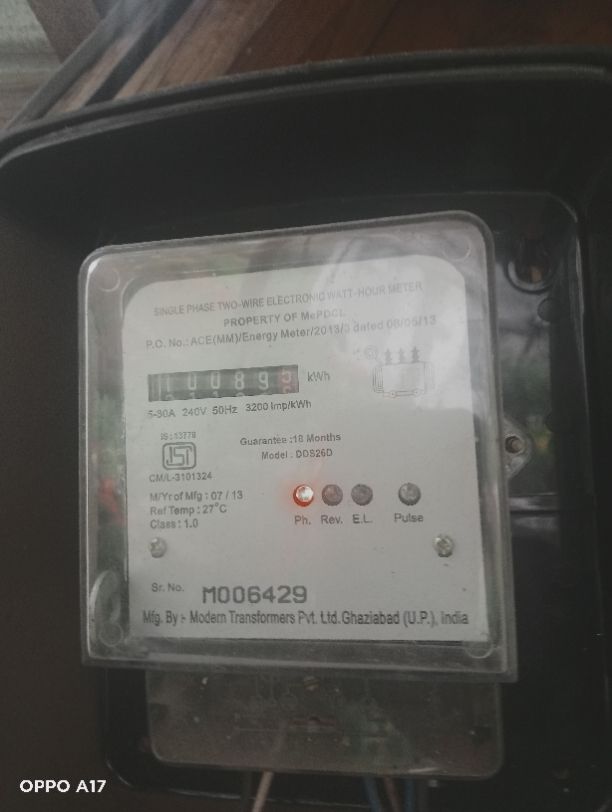 SINGLE PHASE TWO-WIRE ELECTRONIC WATT-HOUR METER
PROPERTY OF MePDCL
P.O. No.: ACE(MM)/Energy Meter/2013/3 dated 08/05/13
100895 kWh
5-30A 240V 50Hz 3200 imp/kWh
IS:13779
Guarantee :18 Months
Model : DDS26D
ISI
CM/L-3101324
M/Yr of Mfg : 07 / 13
Ref Temp : 27°C
Class : 1.0
Ph. Rev. E.L. Pulse
Sr. No. M006429
Mfg. By :- Modern Transformers Pvt. Ltd. Ghaziabad (U.P.), India
OPPO A17